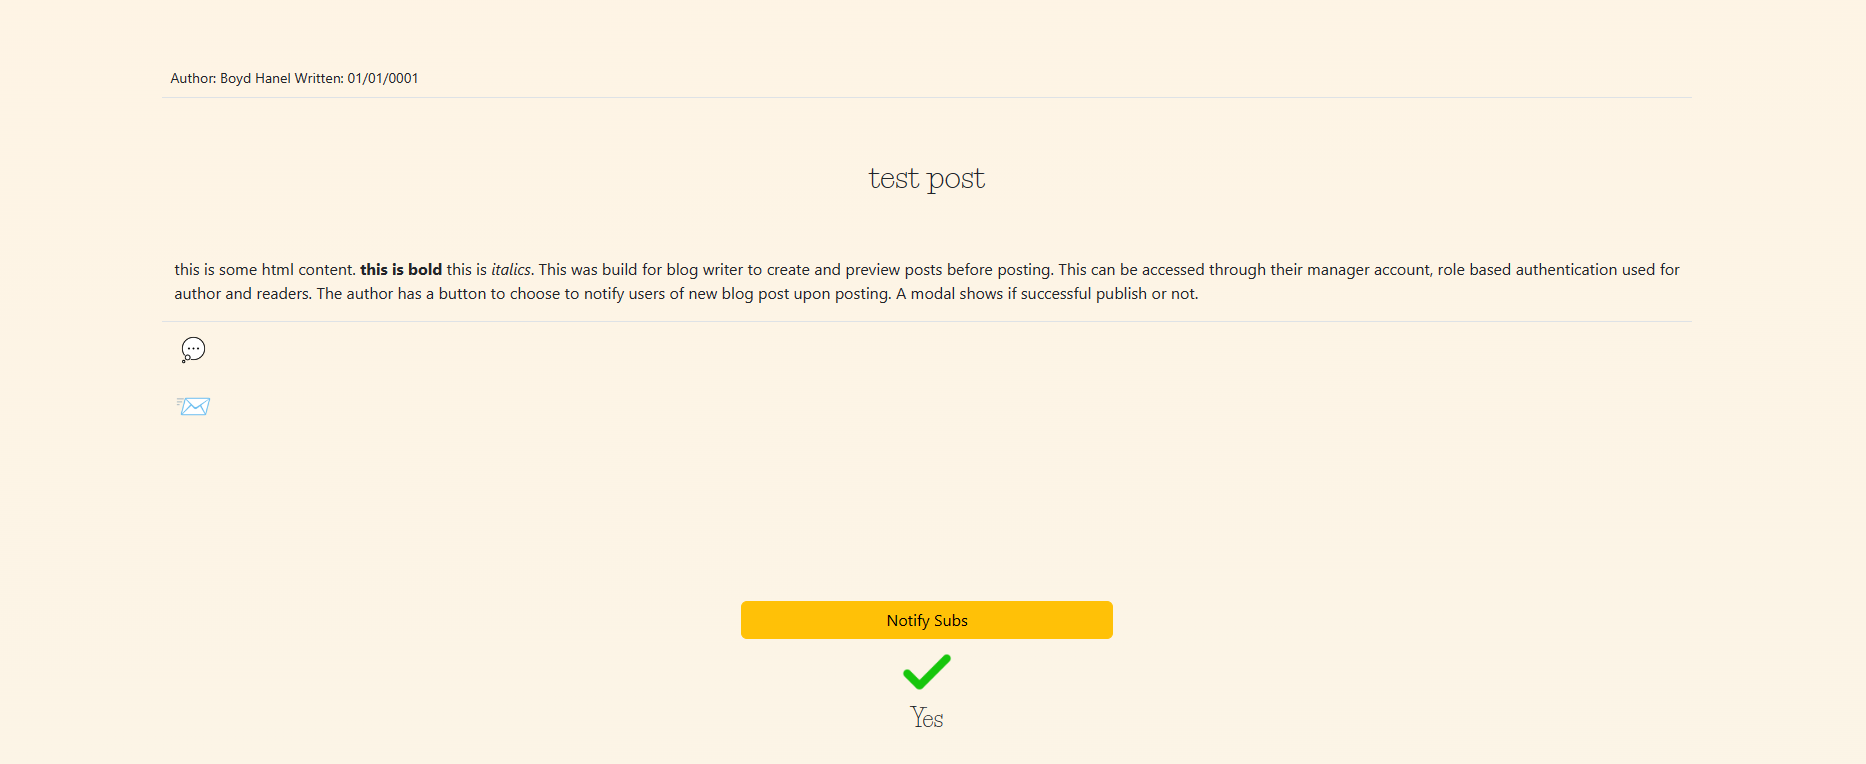 Author: Boyd Hanel Written: 01/01/0001
test post
this is some html content. this is bold this is italics. This was build for blog writer to create and preview posts before posting. This can be accessed through their manager account, role based authentication used for
author and readers. The author has a button to choose to notify users of new blog post upon posting. A modal shows if successful publish or not.
Notify Subs
Yes